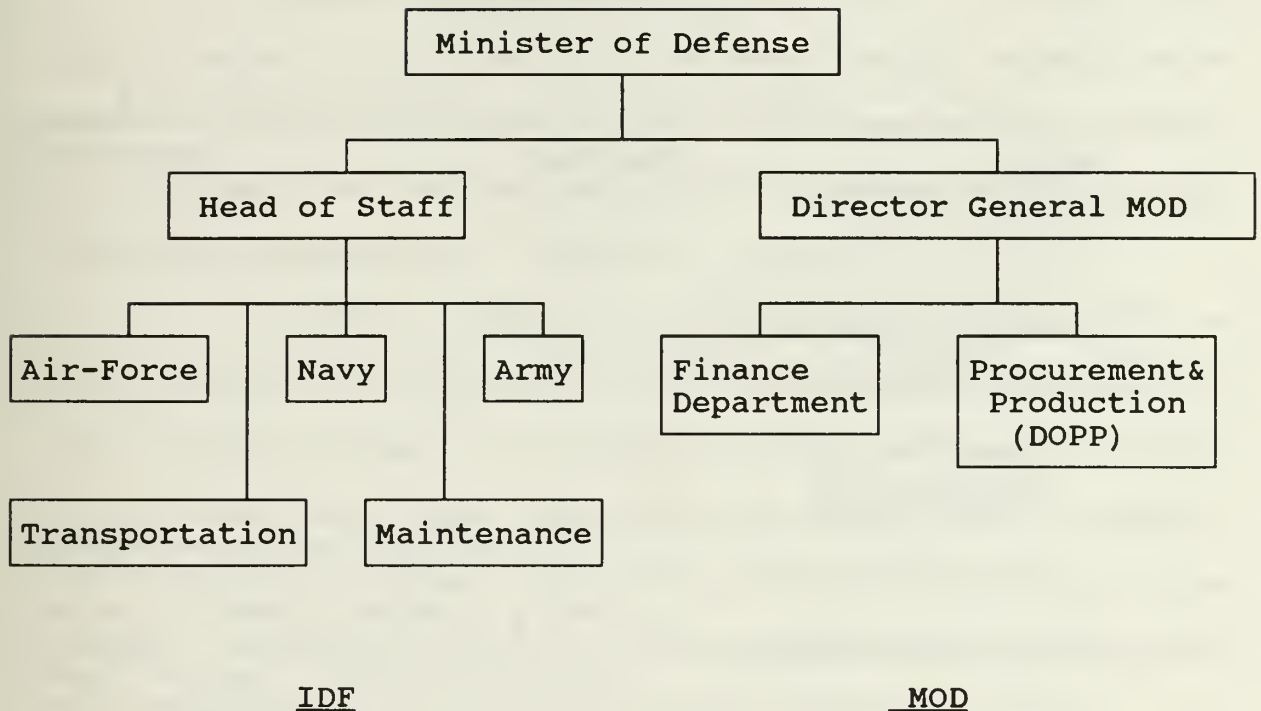 Minister of Defense
Head of Staff
Director General MOD
Air-Force
Navy
Army
Finance
Department
Procurement&
Production
(DOPP)
Transportation
Maintenance
IDF
MOD